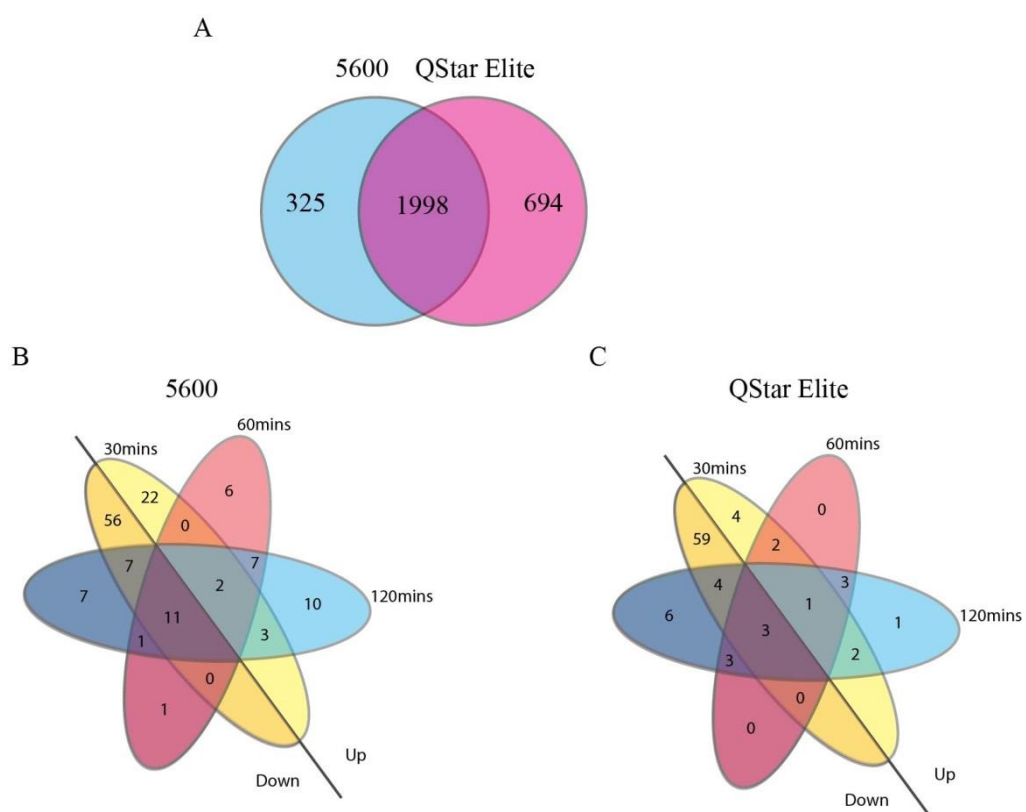 A
5600 QStar Elite
325 1998 694
B
5600
60mins
30mins
22 6
56 0
7 7
2
7 10 120mins
11
1 3
0
1
Up
Down
C
QStar Elite
60mins
30mins
4 0
59 2
4 3
1
6 1 120mins
3
3 2
0
0
Up
Down